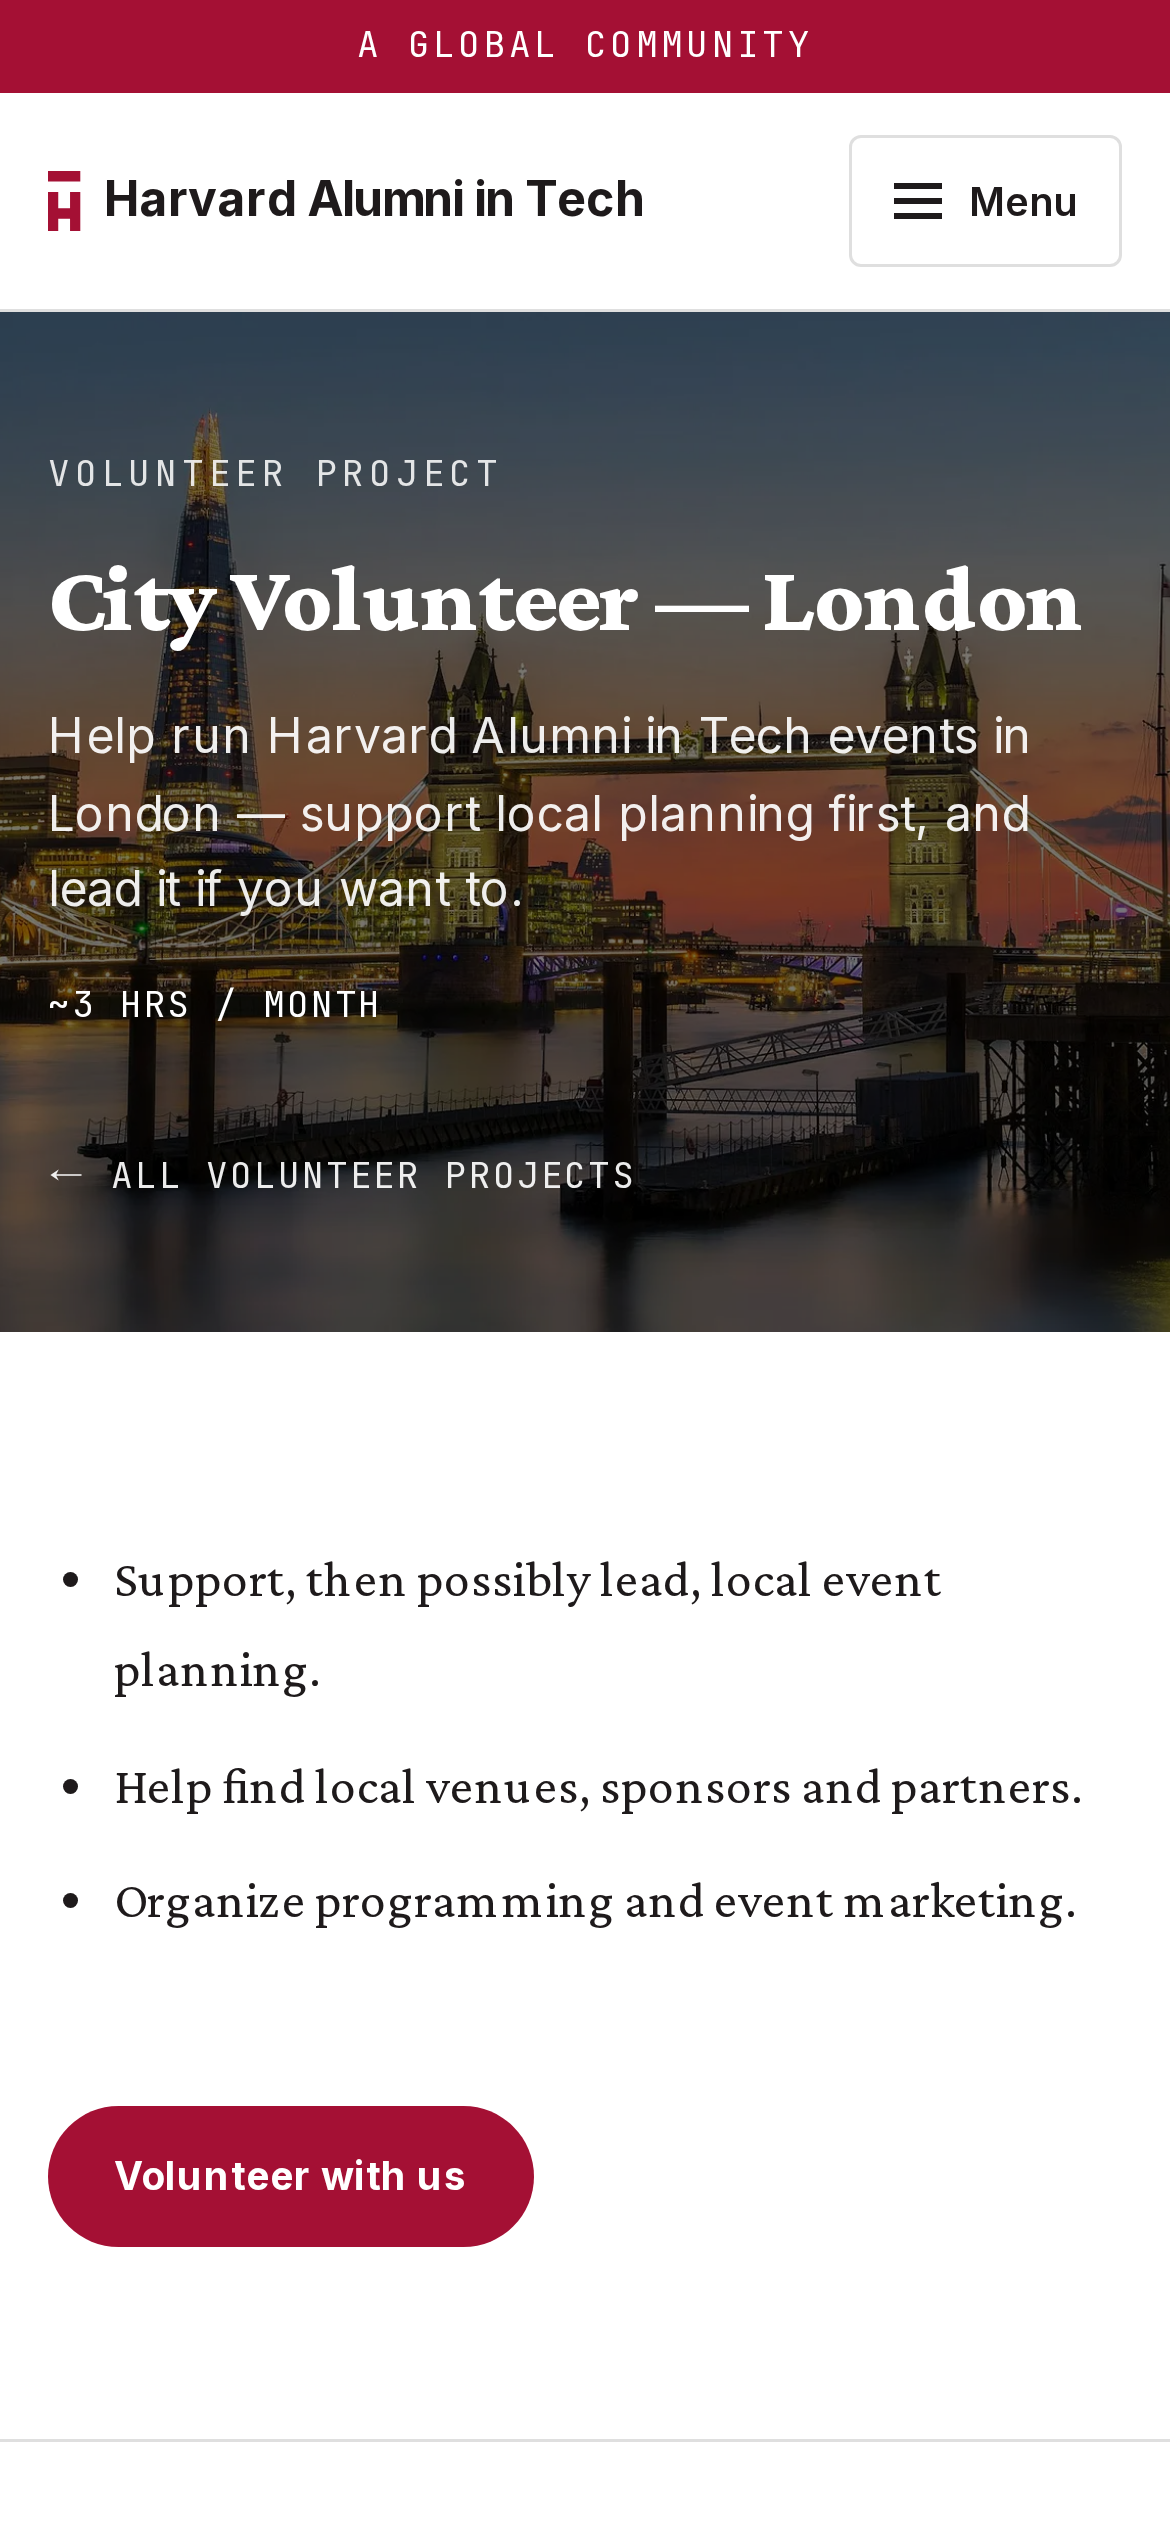 A GLOBAL COMMUNITY
Harvard Alumni in Tech
Menu
VOLUNTEER PROJECT
City Volunteer — London
Help run Harvard Alumni in Tech events in
London — support local planning first, and
lead it if you want to.
~3 HRS / MONTH
← ALL VOLUNTEER PROJECTS
• Support, then possibly lead, local event
planning.
• Help find local venues, sponsors and partners.
• Organize programming and event marketing.
Volunteer with us